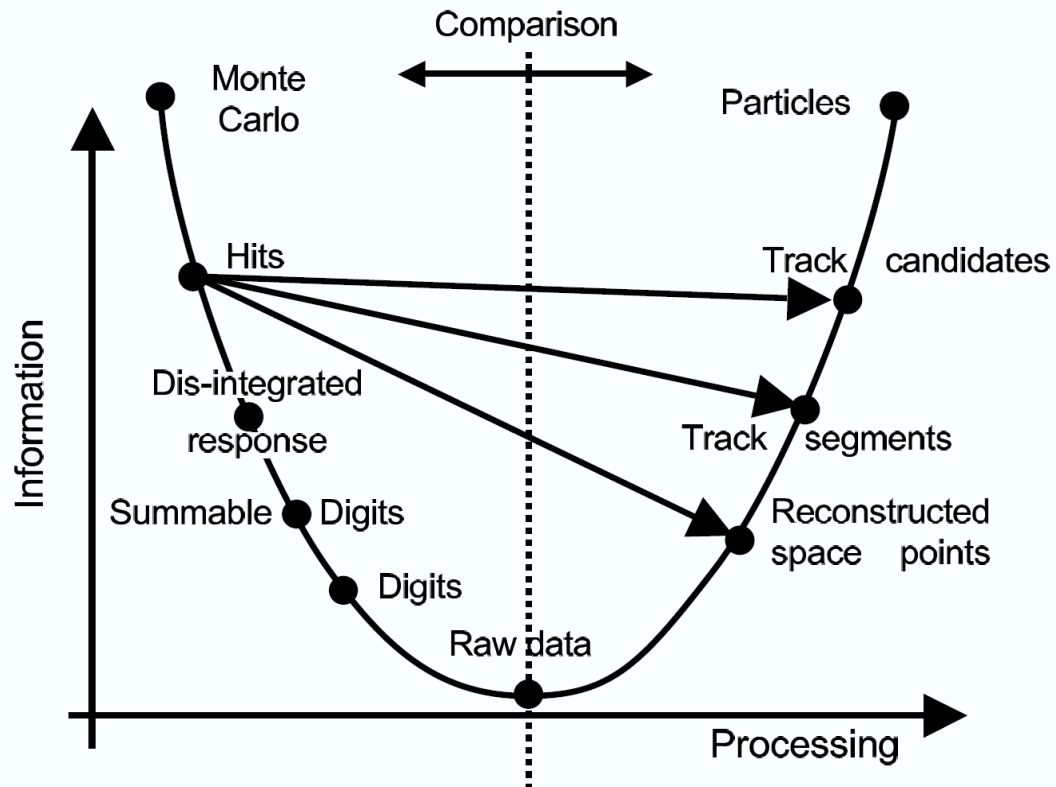 Comparison
Monte
Carlo
Particles
Hits
Track candidates
Information
Dis-integrated
response
Track segments
Summable Digits
Reconstructed
space points
Digits
Raw data
Processing